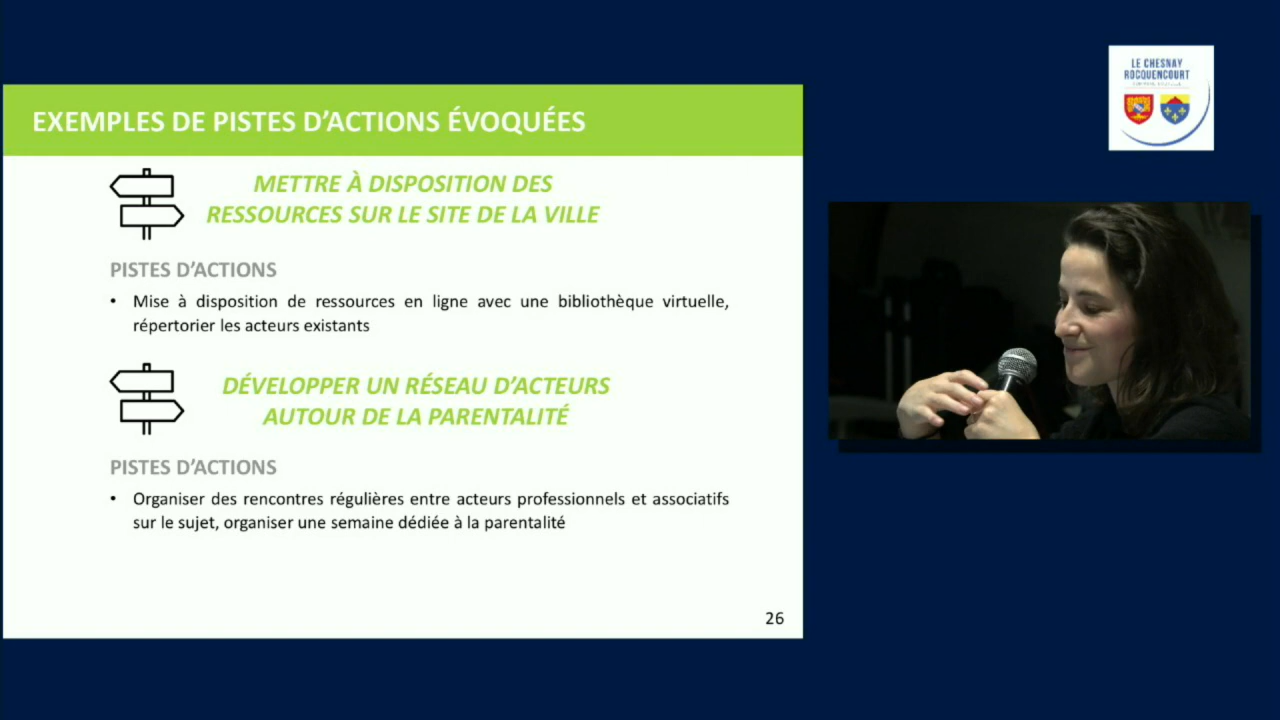 EXEMPLES DE PISTES D'ACTIONS ÉVOQUÉES
METTRE À DISPOSITION DES
RESSOURCES SUR LE SITE DE LA VILLE
PISTES D'ACTIONS
• Mise à disposition de ressources en ligne avec une bibliothèque virtuelle,
répertorier les acteurs existants
DÉVELOPPER UN RÉSEAU D'ACTEURS
AUTOUR DE LA PARENTALITÉ
PISTES D'ACTIONS
• Organiser des rencontres régulières entre acteurs professionnels et associatifs
sur le sujet, organiser une semaine dédiée à la parentalité
26
LE CHESNAY
ROCQUENCOURT